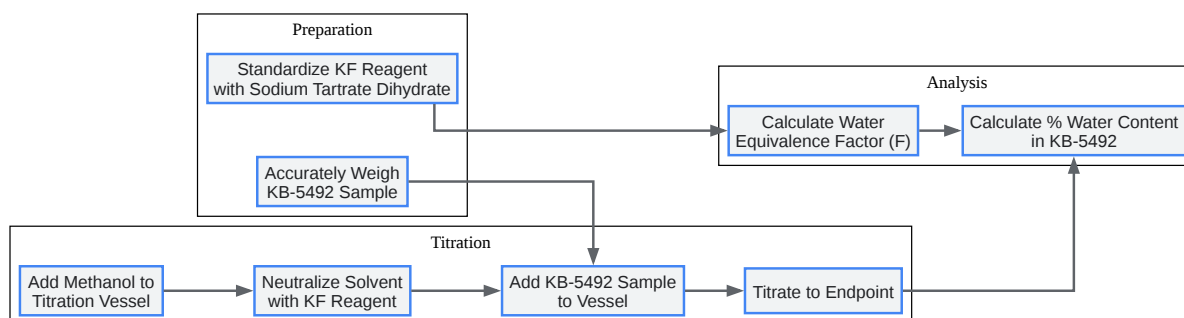 Preparation
Standardize KF Reagent
with Sodium Tartrate Dihydrate
Accurately Weigh
KB-5492 Sample
Analysis
Calculate Water
Equivalence Factor (F)
Calculate % Water Content
in KB-5492
Titration
Add Methanol to
Titration Vessel
Neutralize Solvent
with KF Reagent
Add KB-5492 Sample
to Vessel
Titrate to Endpoint